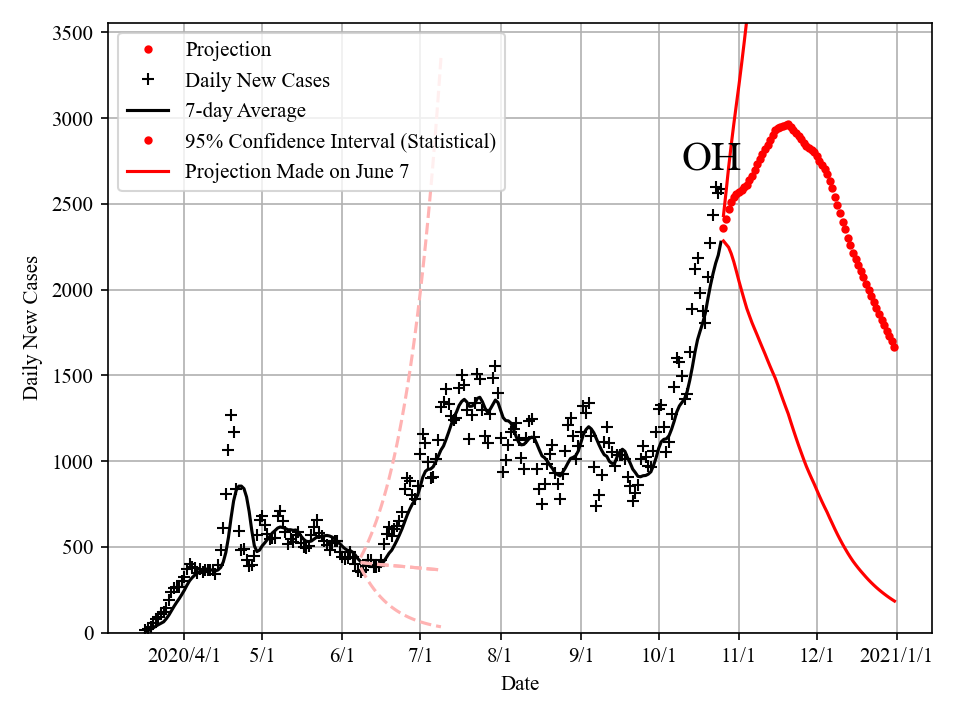 3500
3000
2500
2000
1500
1000
500
0
Daily New Cases
Projection
Daily New Cases
7-day Average
95% Confidence Interval (Statistical)
Projection Made on June 7
OH
2020/4/1 5/1 6/1 7/1 8/1 9/1 10/1 11/1 12/1 2021/1/1
Date